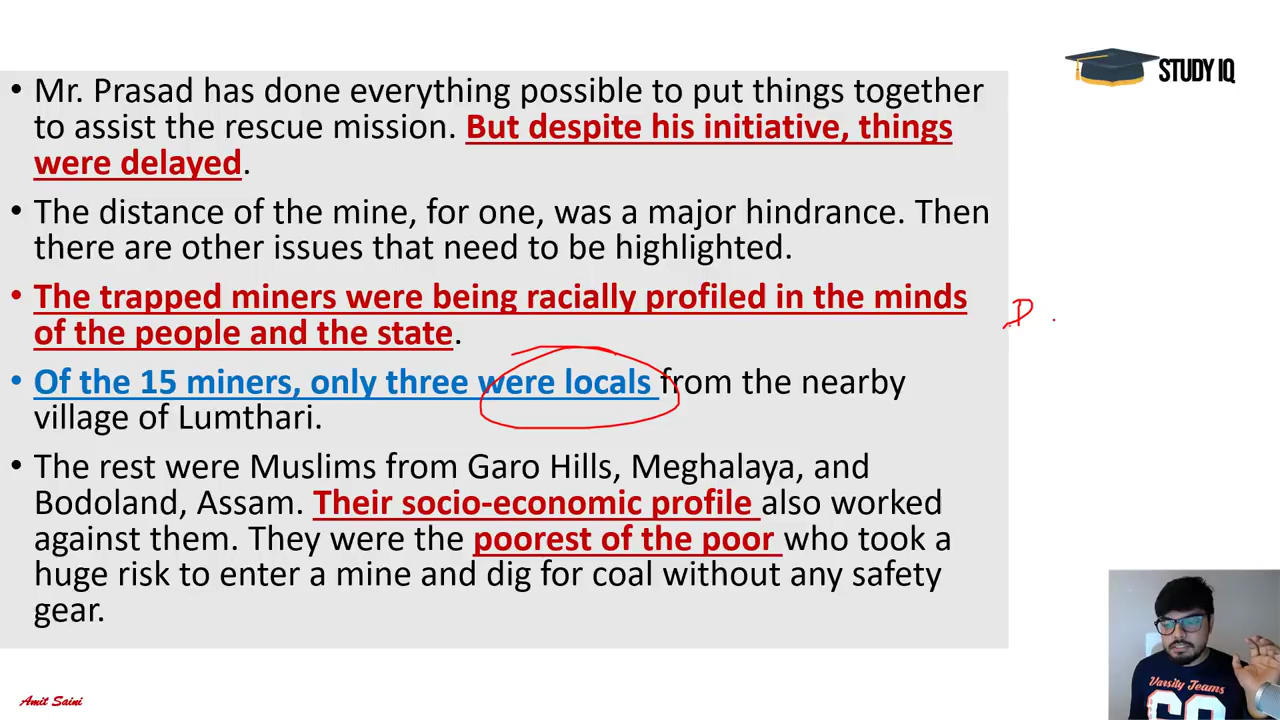 STUDY IQ
• Mr. Prasad has done everything possible to put things together
to assist the rescue mission. But despite his initiative, things
were delayed.
• The distance of the mine, for one, was a major hindrance. Then
there are other issues that need to be highlighted.
• The trapped miners were being racially profiled in the minds
of the people and the state.
• Of the 15 miners, only three were locals from the nearby
village of Lumthari.
• The rest were Muslims from Garo Hills, Meghalaya, and
Bodoland, Assam. Their socio-economic profile also worked
against them. They were the poorest of the poor who took a
huge risk to enter a mine and dig for coal without any safety
gear.
Varsity Teams
Amit Saini